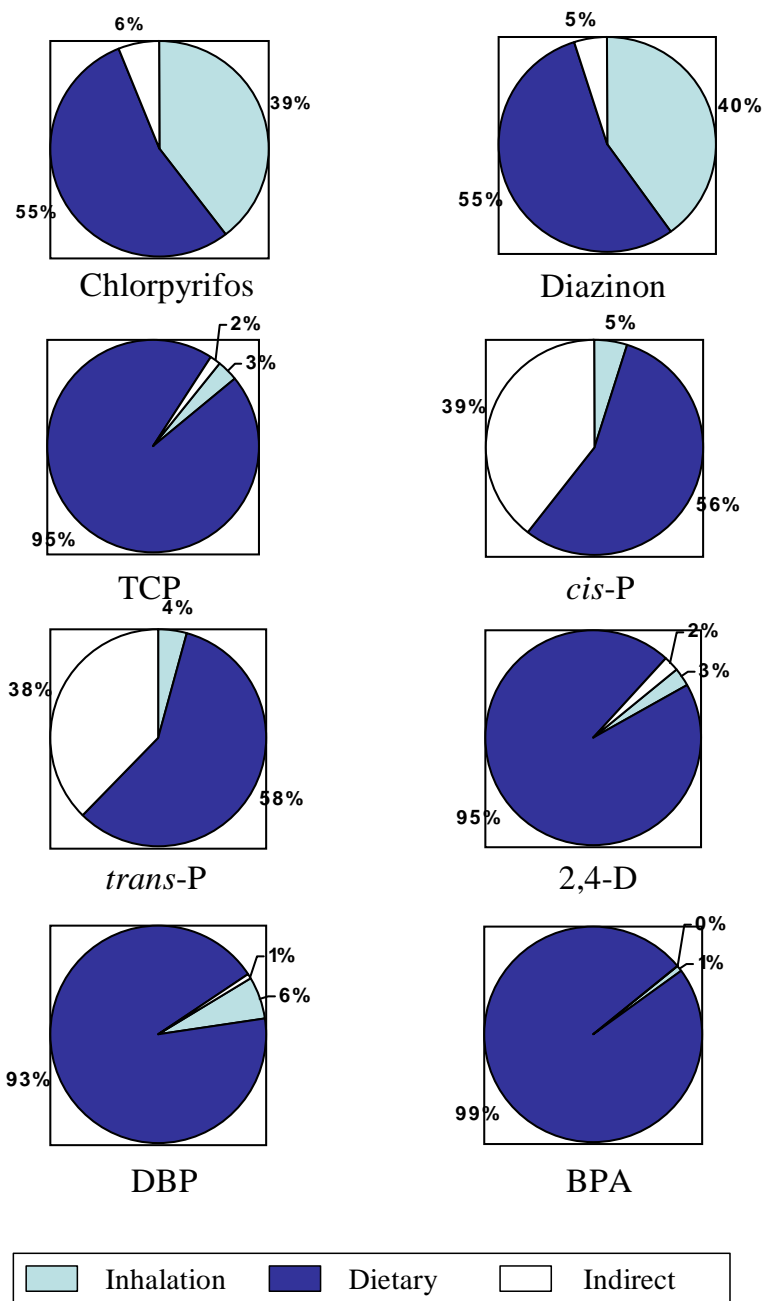 6%
39%
55%
Chlorpyrifos
5%
40%
55%
Diazinon
2%
3%
95%
TCP
5%
39%
56%
cis-P
4%
38%
58%
trans-P
2%
3%
95%
2,4-D
1%
6%
93%
DBP
0%
1%
99%
BPA
Inhalation Dietary Indirect